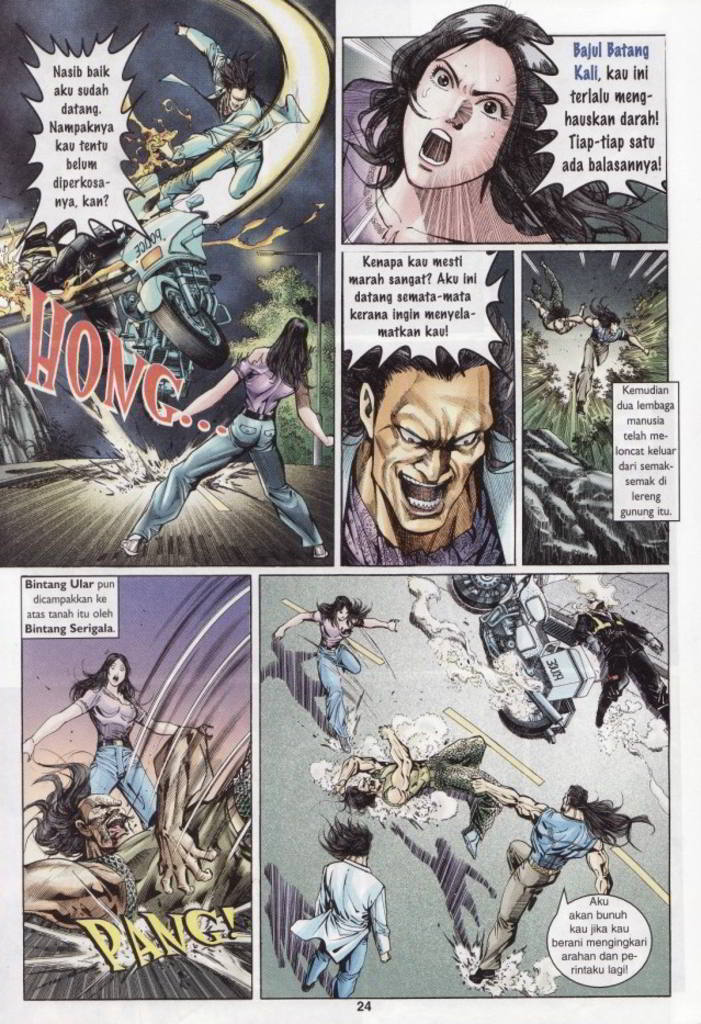 Nasib baik
aku sudah
datang.
Nampaknya
kau tentu
belum
diperkosa-
nya, kan?
POLICE
HONG...
Bajul Batang
Kali, kau ini
terlalu meng-
hauskan darah!
Tiap-tiap satu
ada balasannya!
Kenapa kau mesti
marah sangat? Aku ini
datang semata-mata
kerana ingin menyela-
matkan kau!
Kemudian
dua lembaga
manusia
telah me-
loncat keluar
dari semak-
semak di
lereng
gunung itu.
Bintang Ular pun
dicampakkan ke
atas tanah itu oleh
Bintang Serigala.
PANG!
POLICE
Aku
akan bunuh
kau jika kau
berani mengingkari
arahan dan pe-
rintaku lagi!
24